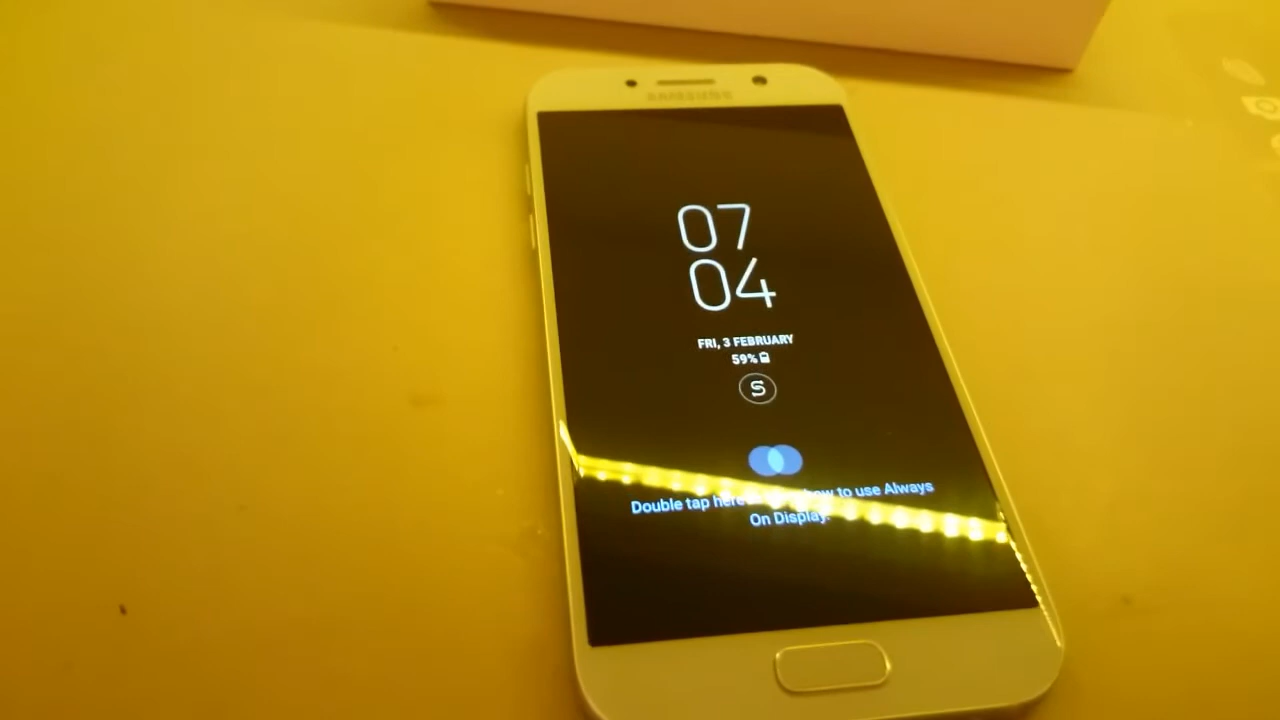 SAMSUNG
07
04
FRI, 3 FEBRUARY
59%
S
Double tap here how to use Always
On Display.